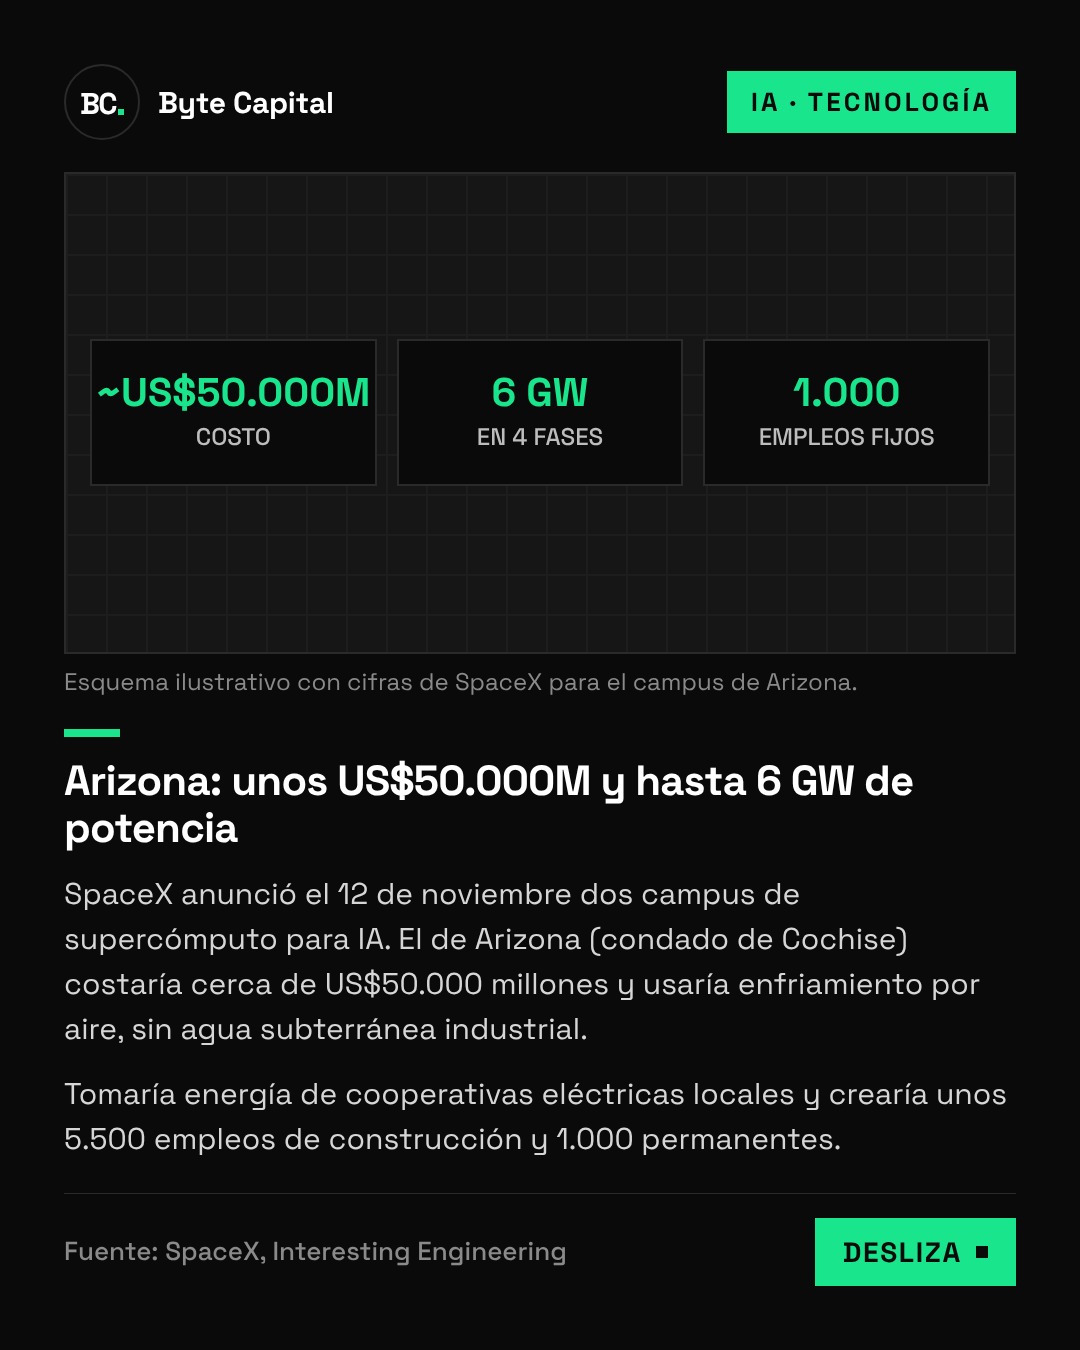 BC.
Byte Capital
IA · TECNOLOGÍA
~US$50.000M
COSTO
6 GW
EN 4 FASES
1.000
EMPLEOS FIJOS
Esquema ilustrativo con cifras de SpaceX para el campus de Arizona.
Arizona: unos US$50.000M y hasta 6 GW de
potencia
SpaceX anunció el 12 de noviembre dos campus de
supercómputo para IA. El de Arizona (condado de Cochise)
costaría cerca de US$50.000 millones y usaría enfriamiento por
aire, sin agua subterránea industrial.
Tomaría energía de cooperativas eléctricas locales y crearía unos
5.500 empleos de construcción y 1.000 permanentes.
Fuente: SpaceX, Interesting Engineering
DESLIZA